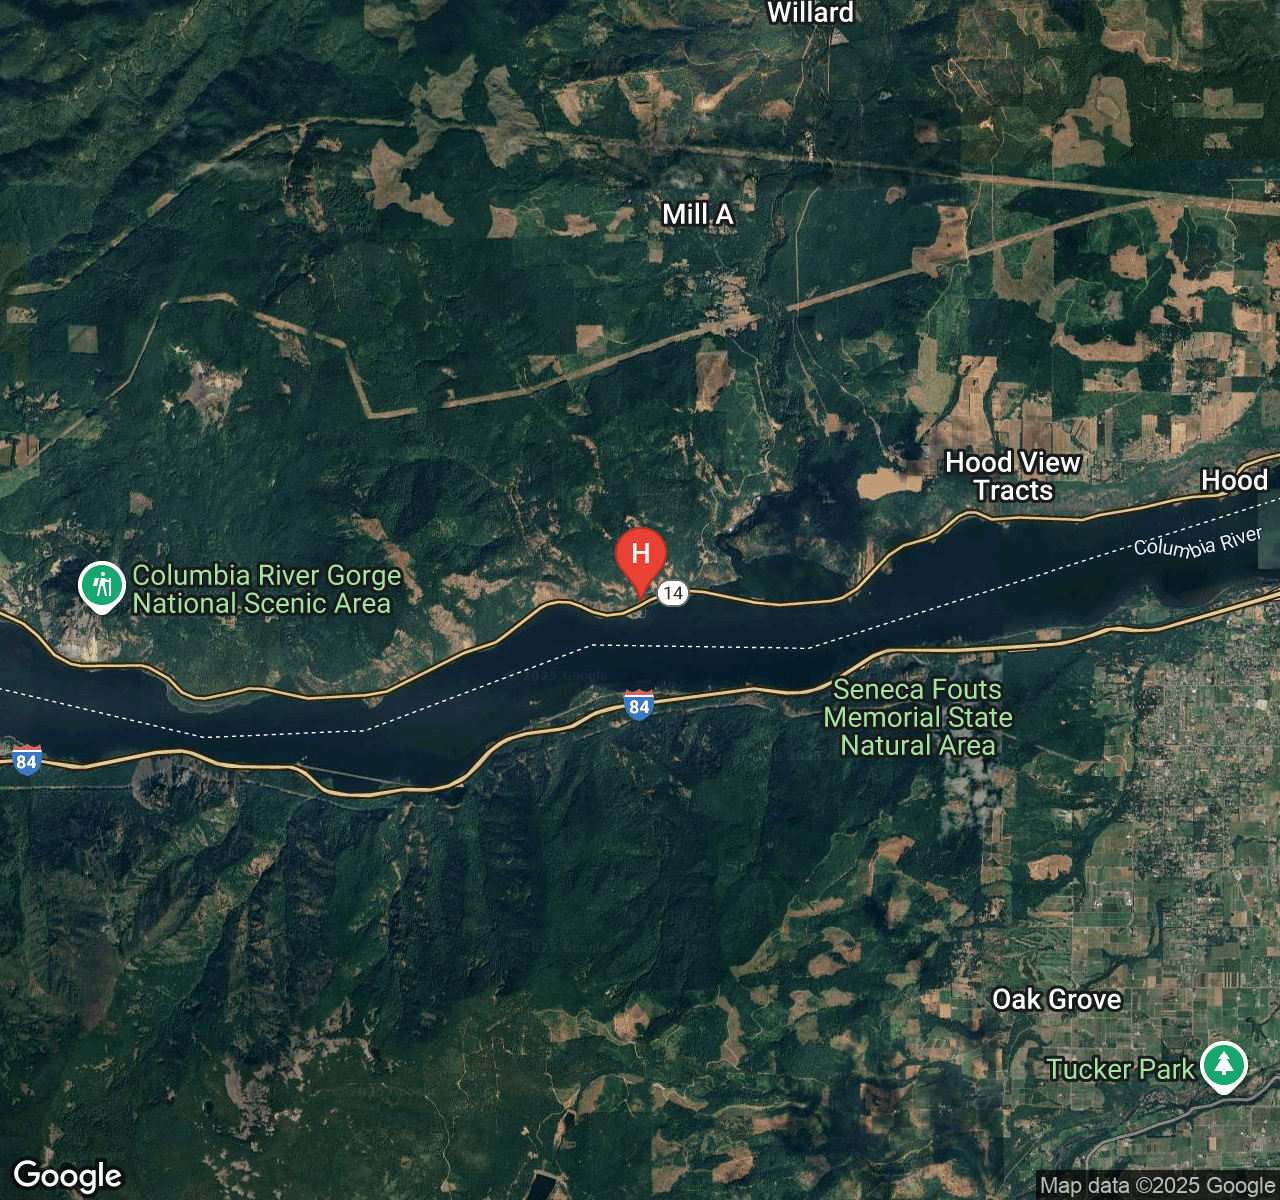 Willard
Mill A
Hood View
Tracts
Hood
Columbia River
H
14
Columbia River Gorge
National Scenic Area
84
Seneca Fouts
Memorial State
Natural Area
84
Oak Grove
Tucker Park
Google
Map data ©2025 Google